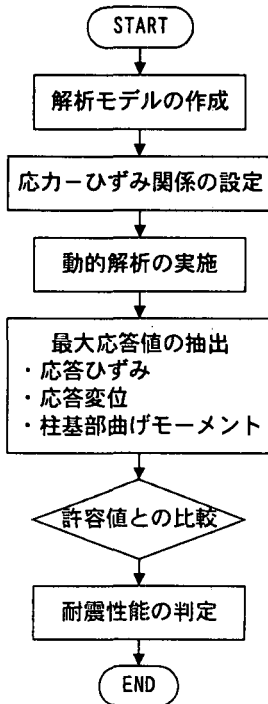 START
解析モデルの作成
応力－ひずみ関係の設定
動的解析の実施
最大応答値の抽出
・応答ひずみ
・応答変位
・柱基部曲げモーメント
許容値との比較
耐震性能の判定
END